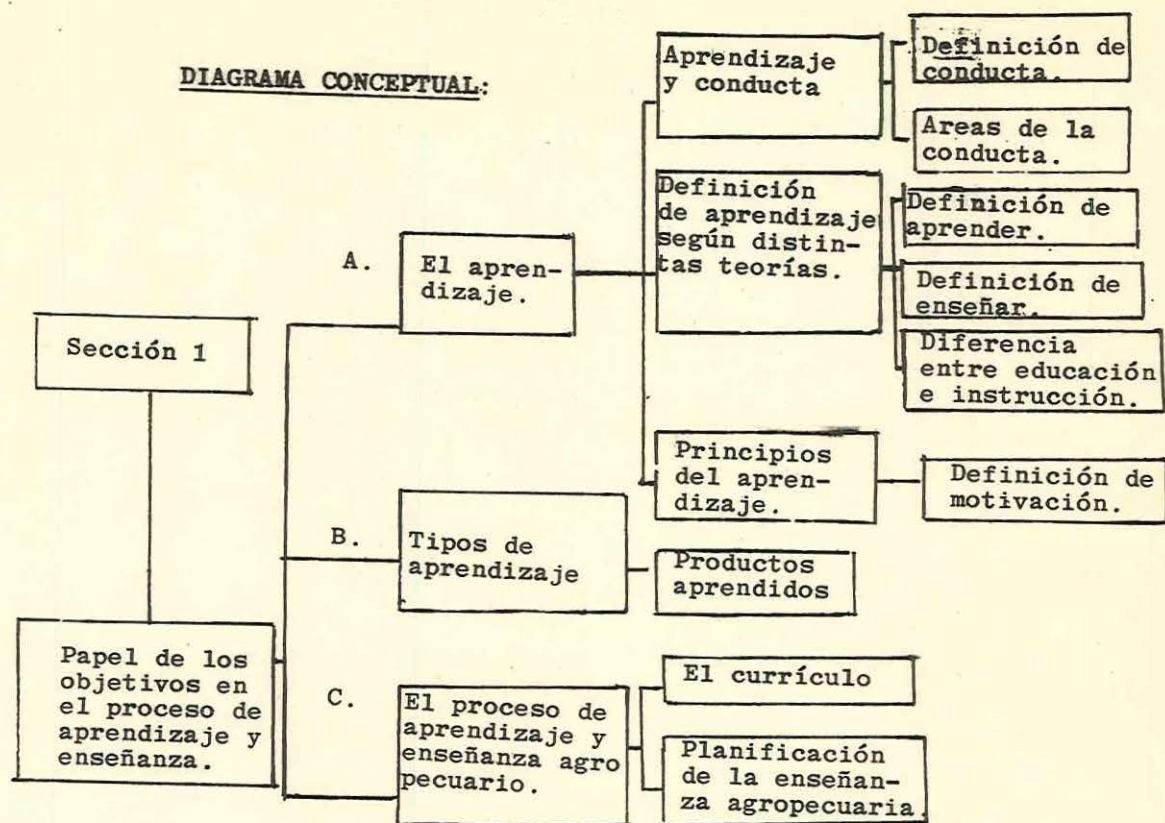 DIAGRAMA CONCEPTUAL:
Sección 1
Papel de los
objetivos en
el proceso de
aprendizaje y
enseñanza.
A.
El apren-
dizaje.
Aprendizaje
y conducta
Definición de
conducta.
Areas de la
conducta.
Definición
de aprendizaje
según distin-
tas teorías.
Definición de
aprender.
Definición de
enseñar.
Diferencia
entre educación
e instrucción.
Principios
del apren-
dizaje.
Definición de
motivación.
B.
Tipos de
aprendizaje
Productos
aprendidos
C.
El proceso de
aprendizaje y
enseñanza agro
pecuario.
El currículo
Planificación
de la enseñan-
za agropecuaria.